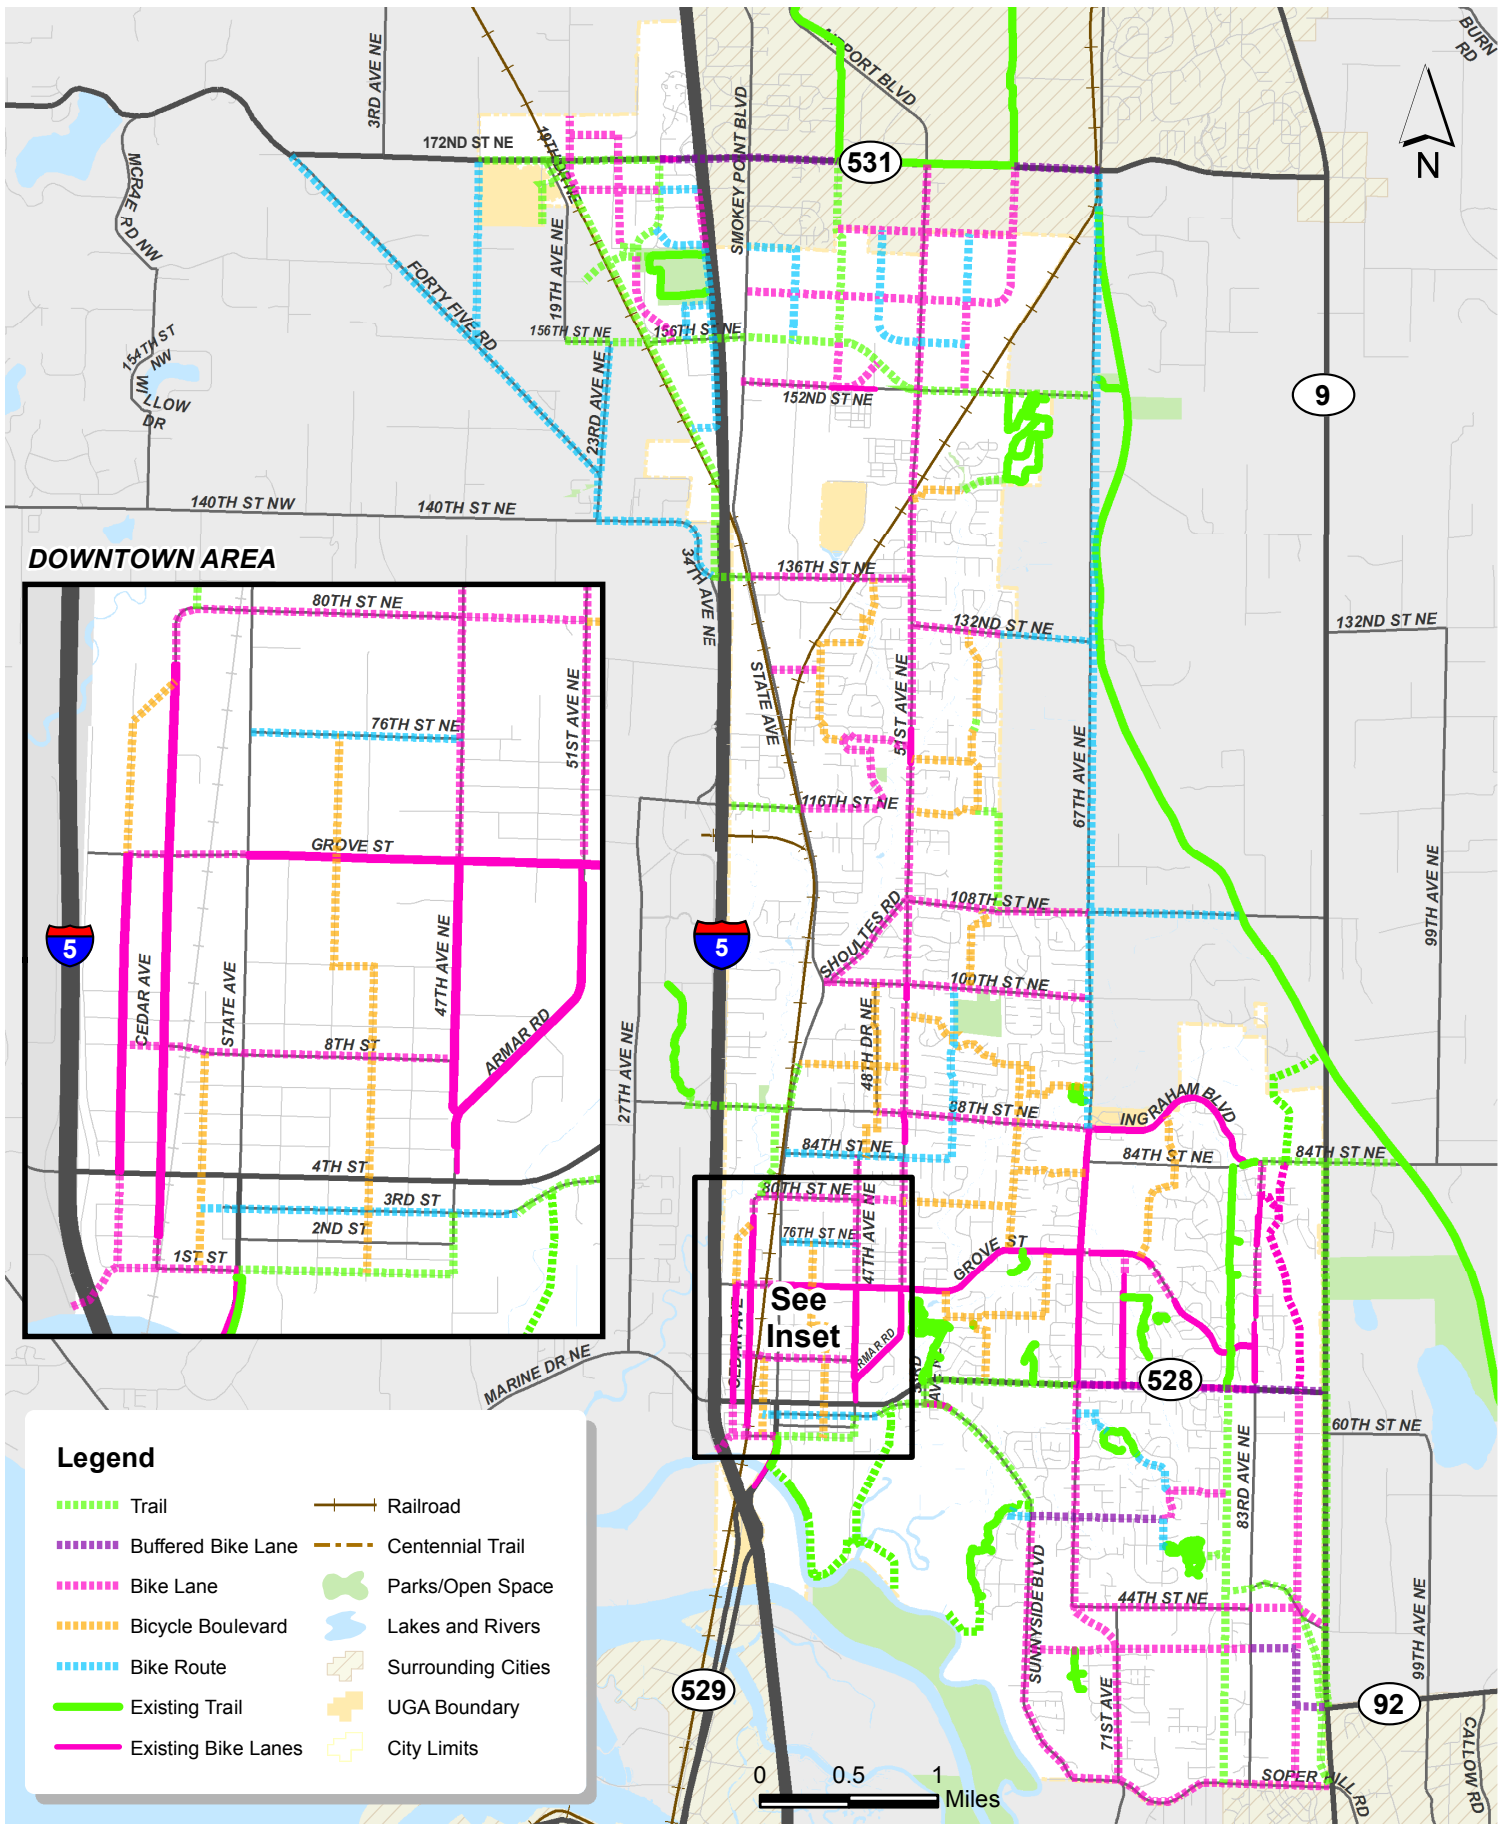 BURN
RD
3RD AVE NE
AIRPORT BLVD
SMOKEY POINT BLVD
172ND ST NE
19TH DR NE
531
N
MCRAE
RD NW
19TH AVE NE
FORTY FIVE RD
156TH ST NE
156TH ST NE
154TH ST
NW
WI
LLOW
DR
23RD AVE NE
152ND ST NE
9
140TH ST NW
140TH ST NE
DOWNTOWN AREA
34TH AVE NE
136TH ST NE
132ND ST NE
132ND ST NE
STATE AVE
51ST AVE NE
67TH AVE NE
116TH ST NE
99TH AVE NE
108TH ST NE
SHOULTES RD
5
100TH ST NE
48TH DR NE
27TH AVE NE
88TH ST NE
INGRAHAM BLVD
84TH ST NE
84TH ST NE
84TH ST NE
80TH ST NE
76TH ST NE
47TH AVE NE
GROVE ST
See
Inset
CEDAR AVE
RMAR RD
AVE NE
528
MARINE DR NE
60TH ST NE
83RD AVE NE
SUNNYSIDE BLVD
44TH ST NE
71ST AVE
99TH AVE NE
529
92
SOPER HILL RD
CALLOW RD
80TH ST NE
76TH ST NE
51ST AVE NE
GROVE ST
5
CEDAR AVE
STATE AVE
47TH AVE NE
ARMAR RD
8TH ST
4TH ST
3RD ST
2ND ST
1ST ST
Legend
Trail
Buffered Bike Lane
Bike Lane
Bicycle Boulevard
Bike Route
Existing Trail
Existing Bike Lanes
Railroad
Centennial Trail
Parks/Open Space
Lakes and Rivers
Surrounding Cities
UGA Boundary
City Limits
0 0.5 1
Miles